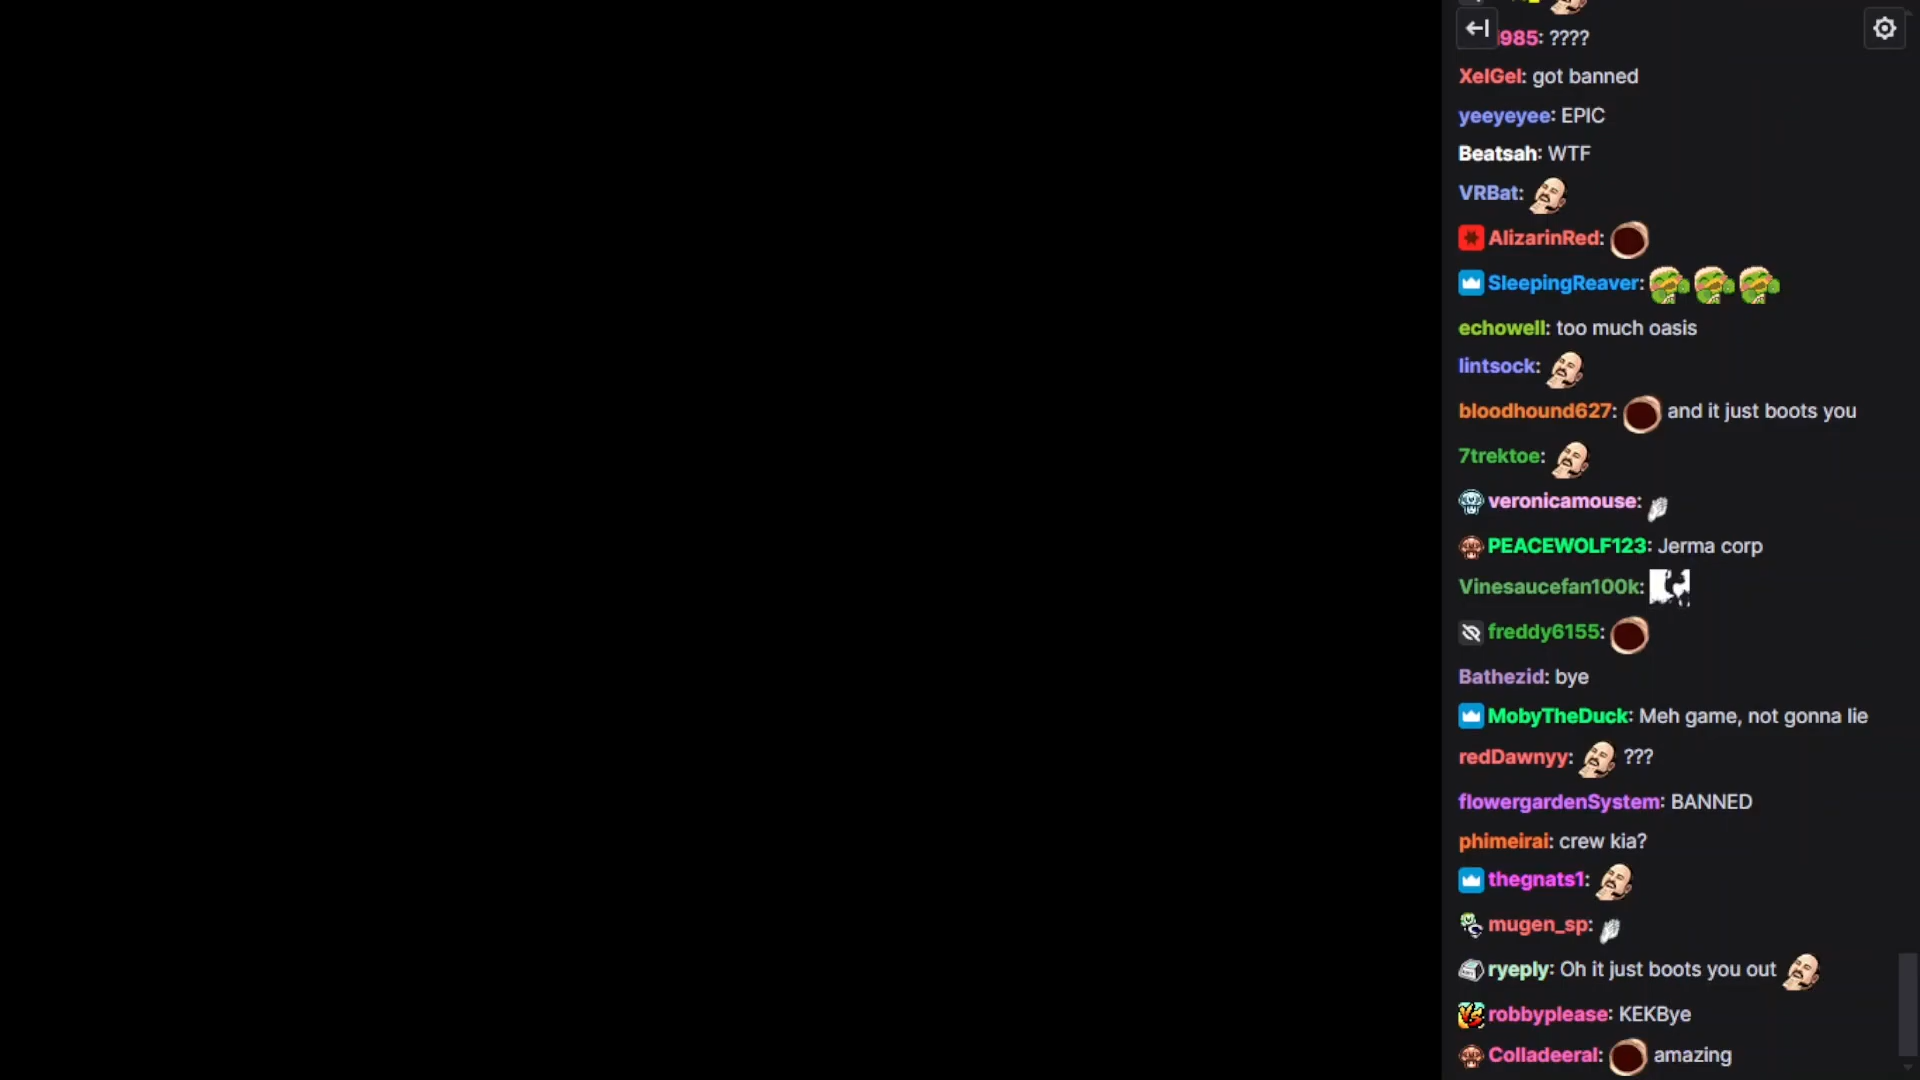 985: ????
XelGel: got banned
yeeyeyee: EPIC
Beatsah: WTF
VRBat:
AlizarinRed:
SleepingReaver:
echowell: too much oasis
lintsock:
bloodhound627: and it just boots you
7trektoe:
veronicamouse:
PEACEWOLF123: Jerma corp
Vinesaucefan100k:
freddy6155:
Bathezid: bye
MobyTheDuck: Meh game, not gonna lie
redDawnyy: ???
flowergardenSystem: BANNED
phimeirai: crew kia?
thegnats1:
mugen_sp:
ryeply: Oh it just boots you out
robbyplease: KEKBye
Colladeeral: amazing